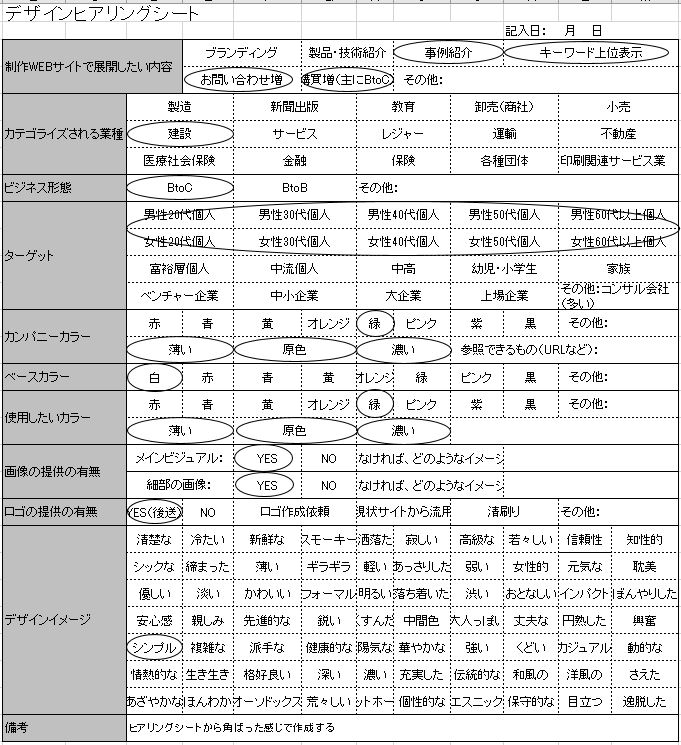 デザインヒアリングシート
記入日: 月 日
制作WEBサイトで展開したい内容 ブランディング 製品・技術紹介 事例紹介 キーワード上位表示
お問い合わせ増 購買増(主にBtoC) その他:
カテゴライズされる業種 製造 新聞出版 教育 卸売(商社) 小売
建設 サービス レジャー 運輸 不動産
医療社会保険 金融 保険 各種団体 印刷関連サービス業
ビジネス形態 BtoC BtoB その他:
ターゲット 男性20代個人 男性30代個人 男性40代個人 男性50代個人 男性60代以上個人
女性20代個人 女性30代個人 女性40代個人 女性50代個人 女性60代以上個人
富裕層個人 中流個人 中高 幼児・小学生 家族
ベンチャー企業 中小企業 大企業 上場企業 その他:コンサル会社(多い)
カンパニーカラー 赤 青 黄 オレンジ 緑 ピンク 紫 黒 その他:
薄い 原色 濃い 参照できるもの(URLなど):
ベースカラー 白 赤 青 黄 オレンジ 緑 ピンク 黒 その他:
使用したいカラー 赤 青 黄 オレンジ 緑 ピンク 紫 黒 その他:
薄い 原色 濃い
画像の提供の有無 メインビジュアル: YES NO なければ、どのようなイメージ
細部の画像: YES NO なければ、どのようなイメージ
ロゴの提供の有無 YES(後送) NO ロゴ作成依頼 現状サイトから流用 清刷り その他:
デザインイメージ 清楚な 冷たい 新鮮な スモーキー 洒落た 寂しい 高級な 若々しい 信頼性 知性的
シックな 締まった 薄い ギラギラ 軽い あっさりした 弱い 女性的 元気な 耽美
優しい 淡い かわいい フォーマル 明るい 落ち着いた 渋い おとなしい インパクト ぼんやりした
安心感 親しみ 先進的な 鋭い くすんだ 中間色 大人っぽい 丈夫な 円熟した 興奮
シンプル 複雑な 派手な 健康的な 陽気な 華やかな 強い くどい カジュアル 動的な
情熱的な 生き生き 格好良い 深い 濃い 充実した 伝統的な 和風の 洋風の さえた
あざやかな ほんわか オーソドックス 荒々しい ットホー 個性的な エスニック 保守的な 目立つ 逸脱した
備考 ヒアリングシートから角ばった感じで作成する